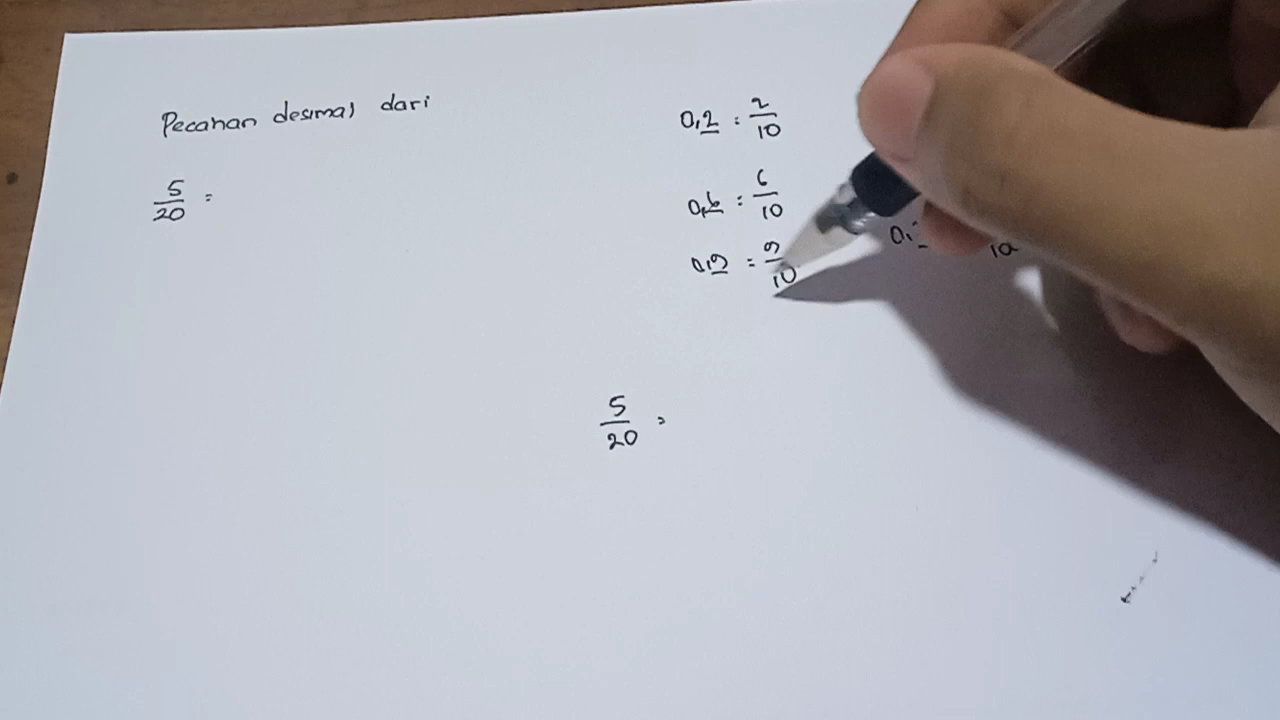 Pecahan desimal dari
5/20 =
0,2 = 2/10
0,6 = 6/10
0,9 = 9/10
5/20 =